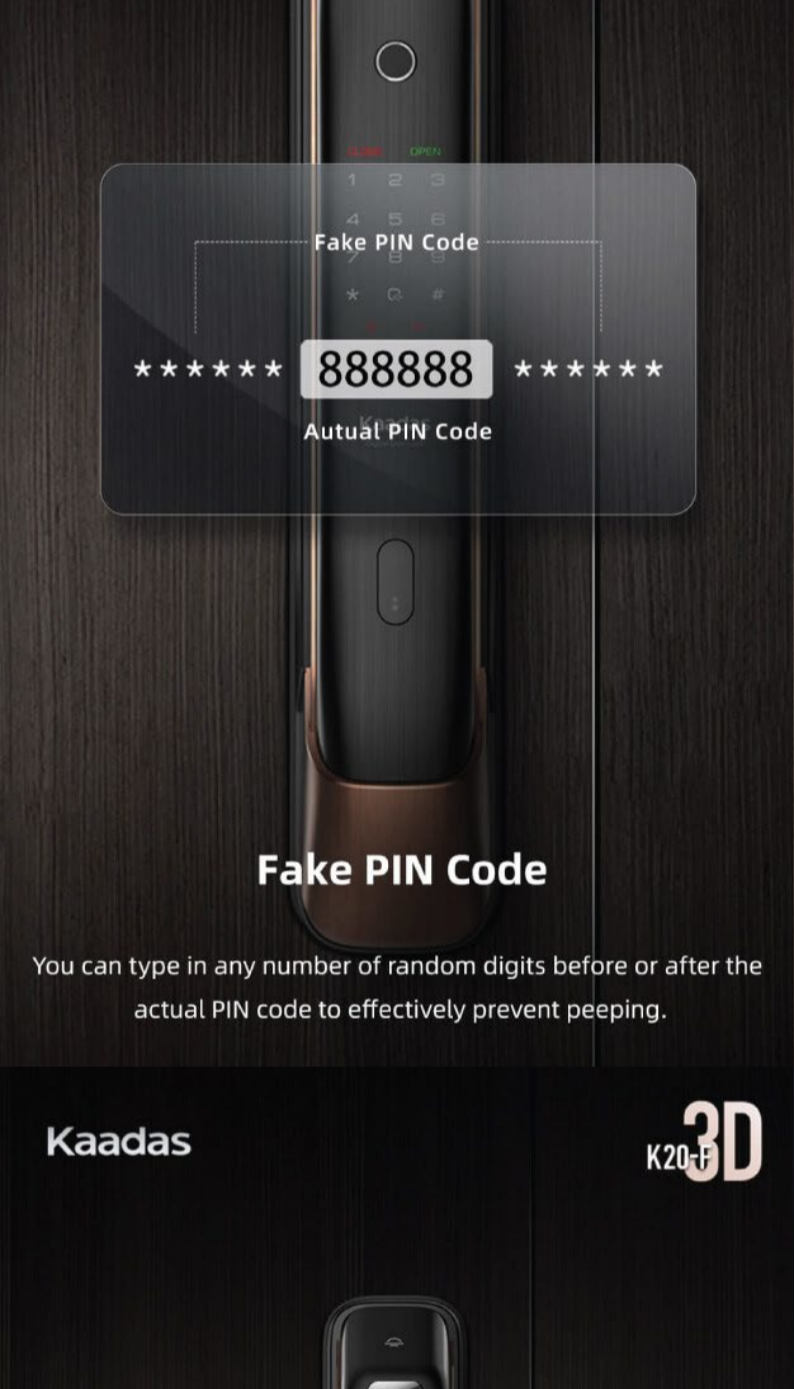 CLOSE OPEN
1 2 3
4 5 6
Fake PIN Code
7 8 9
* #
****** 888888 ******
Kaadas
Autual PIN Code
Fake PIN Code
You can type in any number of random digits before or after the
actual PIN code to effectively prevent peeping.
Kaadas
3D
K20-F